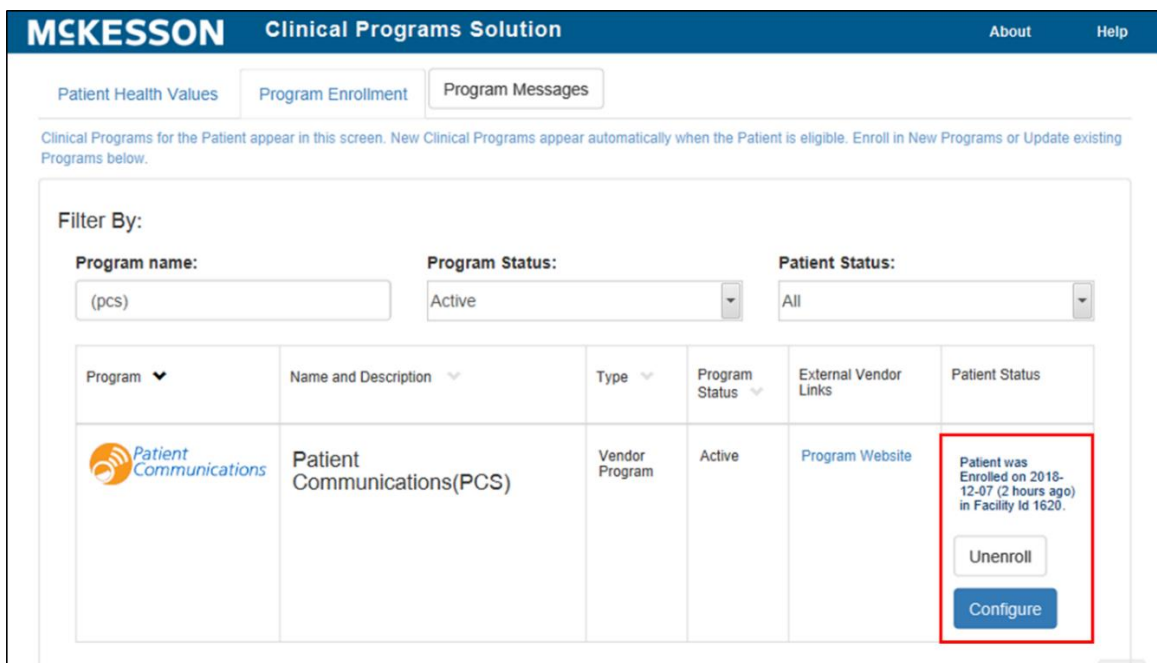 MCKESSON Clinical Programs Solution About Help
Patient Health Values Program Enrollment Program Messages
Clinical Programs for the Patient appear in this screen. New Clinical Programs appear automatically when the Patient is eligible. Enroll in New Programs or Update existing
Programs below.
Filter By:
Program name: Program Status: Patient Status:
(pcs) Active All
Program Name and Description Type Program Status External Vendor Links Patient Status
Patient
Communications
Patient
Communications(PCS)
Vendor
Program
Active
Program Website
Patient was
Enrolled on 2018-
12-07 (2 hours ago)
in Facility Id 1620.
Unenroll
Configure